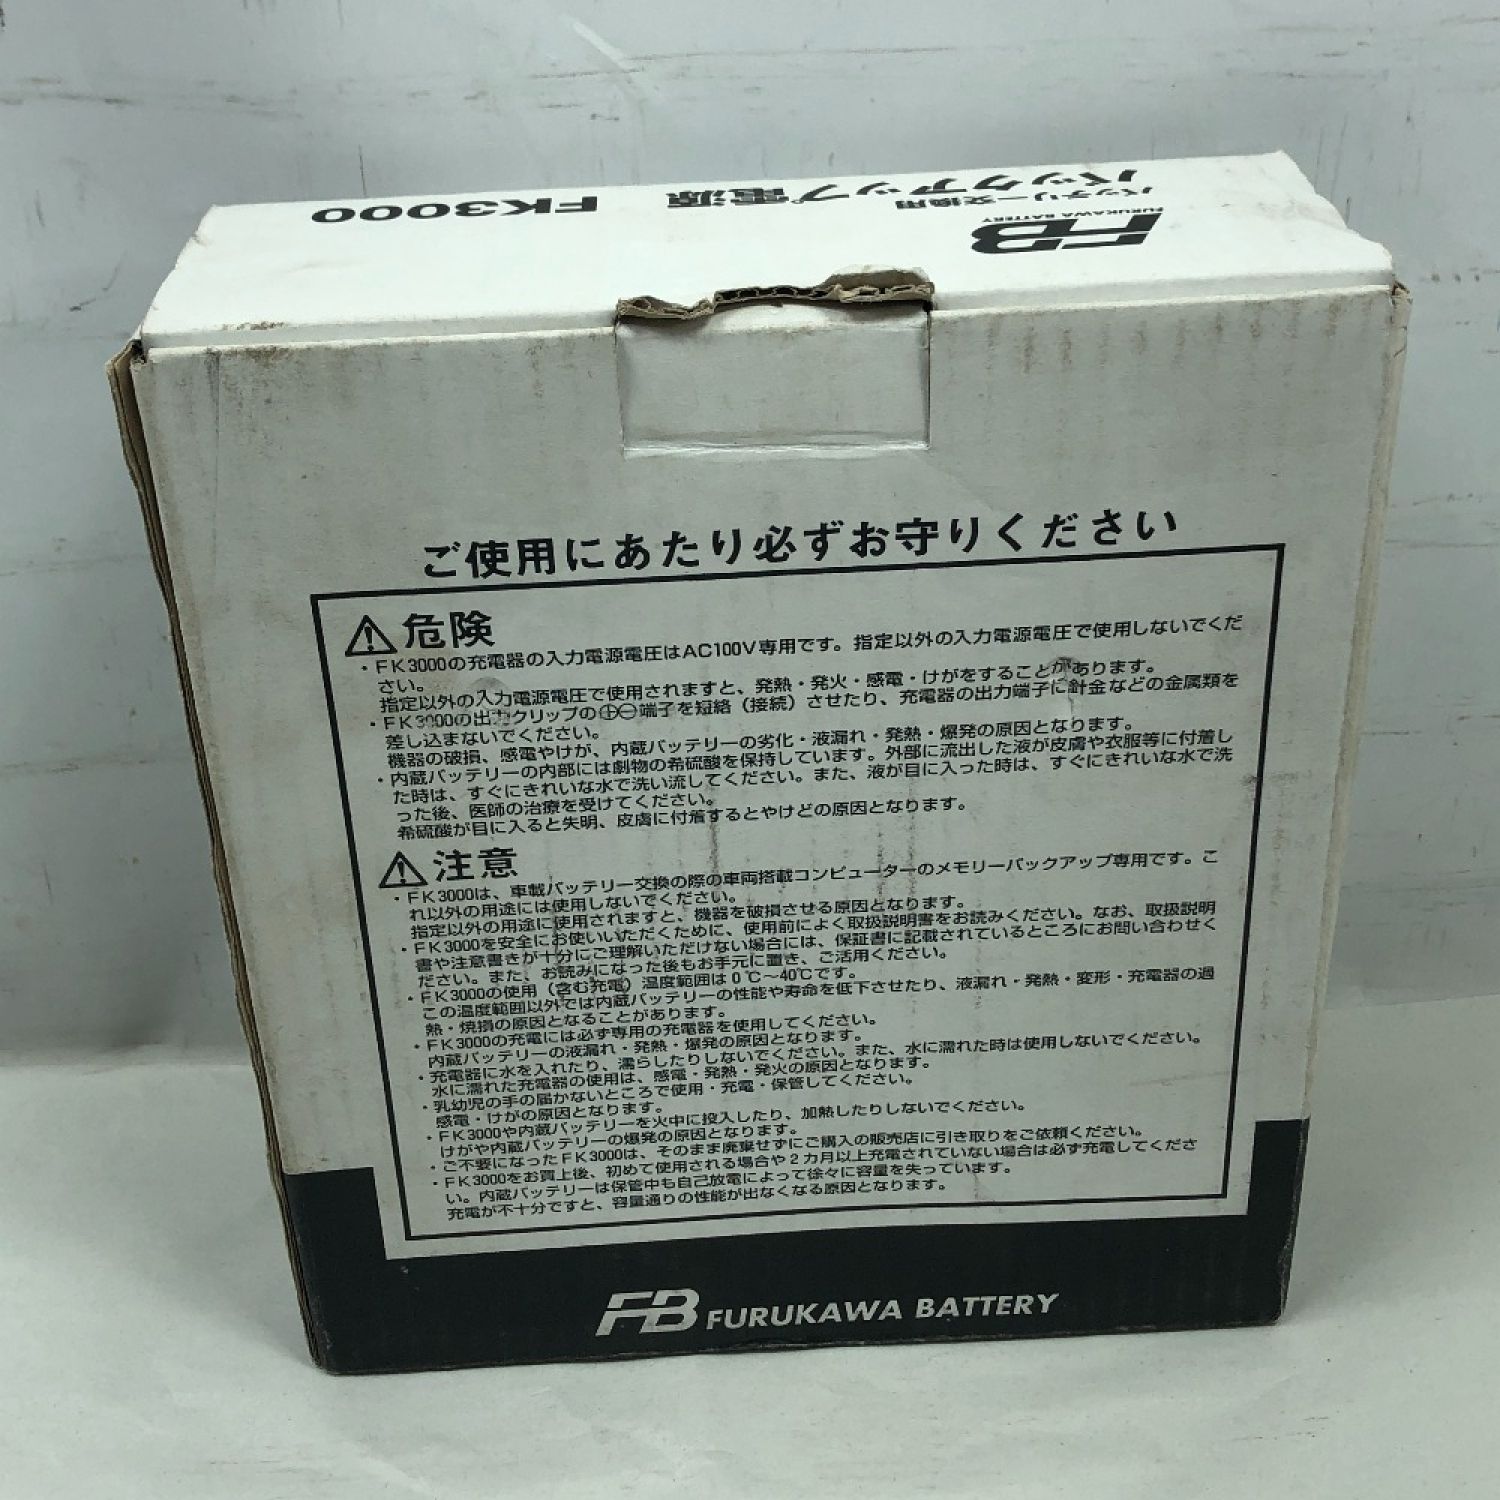 FB
FURUKAWA BATTERY
バッテリー交換用
バックアップ電源 FK3000
ご使用にあたり必ずお守りください
危険
・FK3000の充電器の入力電源電圧はAC100V専用です。指定以外の入力電源電圧で使用しないでくだ
さい。
指定以外の入力電源電圧で使用されますと、発熱・発火・感電・けがをすることがあります。
・FK3000の出力クリップの⊕⊖端子を短絡（接続）させたり、充電器の出力端子に針金などの金属類を
差し込まないでください。
機器の破損、感電やけが、内蔵バッテリーの劣化・液漏れ・発熱・爆発の原因となります。
・内蔵バッテリーの内部には劇物の希硫酸を保持しています。外部に流出した液が皮膚や衣服等に付着し
た時は、すぐにきれいな水で洗い流してください。また、液が目に入った時は、すぐにきれいな水で洗
った後、医師の治療を受けてください。
希硫酸が目に入ると失明、皮膚に付着するとやけどの原因となります。
注意
・FK3000は、車載バッテリー交換の際の車両搭載コンピューターのメモリーバックアップ専用です。こ
れ以外の用途には使用しないでください。
指定以外の用途に使用されますと、機器を破損させる原因となります。
・FK3000を安全にお使いいただくために、使用前によく取扱説明書をお読みください。なお、取扱説明
書や注意書きが十分にご理解いただけない場合には、保証書に記載されているところにお問い合わせく
ださい。また、お読みになった後もお手元に置き、ご活用ください。
・FK3000の使用（含む充電）温度範囲は0℃～40℃です。
この温度範囲以外では内蔵バッテリーの性能や寿命を低下させたり、液漏れ・発熱・変形・充電器の過
熱・焼損の原因となることがあります。
・FK3000の充電には必ず専用の充電器を使用してください。
内蔵バッテリーの液漏れ・発熱・爆発の原因となります。
・充電器に水を入れたり、濡らしたりしないでください。また、水に濡れた時は使用しないでください。
水に濡れた充電器の使用は、感電・発熱・発火の原因となります。
・乳幼児の手の届かないところで使用・充電・保管してください。
感電・けがの原因となります。
・FK3000や内蔵バッテリーを火中に投入したり、加熱したりしないでください。
けがや内蔵バッテリーの爆発の原因となります。
・ご不要になったFK3000は、そのまま廃棄せずにご購入の販売店に引き取りをご依頼ください。
・FK3000をお買上後、初めて使用される場合や2カ月以上充電されていない場合は必ず充電してくださ
い。内蔵バッテリーは保管中も自己放電によって徐々に容量を失っています。
充電が不十分ですと、容量通りの性能が出なくなる原因となります。
FB FURUKAWA BATTERY